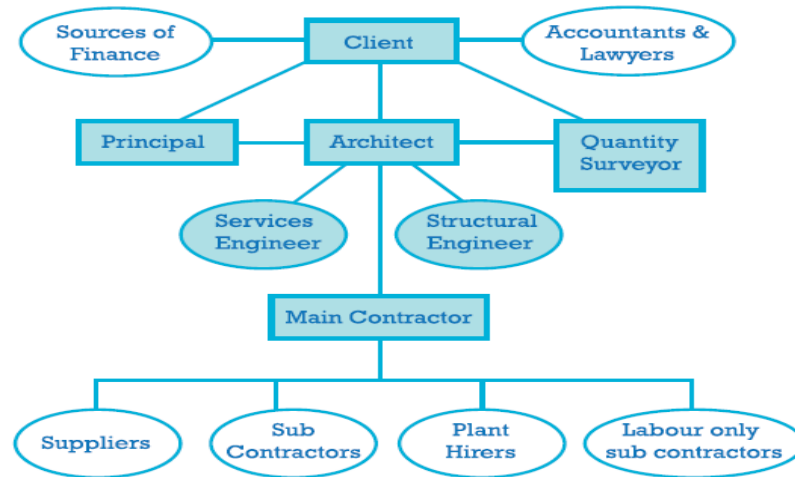 Sources of
Finance
Client
Accountants &
Lawyers
Principal
Architect
Quantity
Surveyor
Services
Engineer
Structural
Engineer
Main Contractor
Suppliers
Sub
Contractors
Plant
Hirers
Labour only
sub contractors